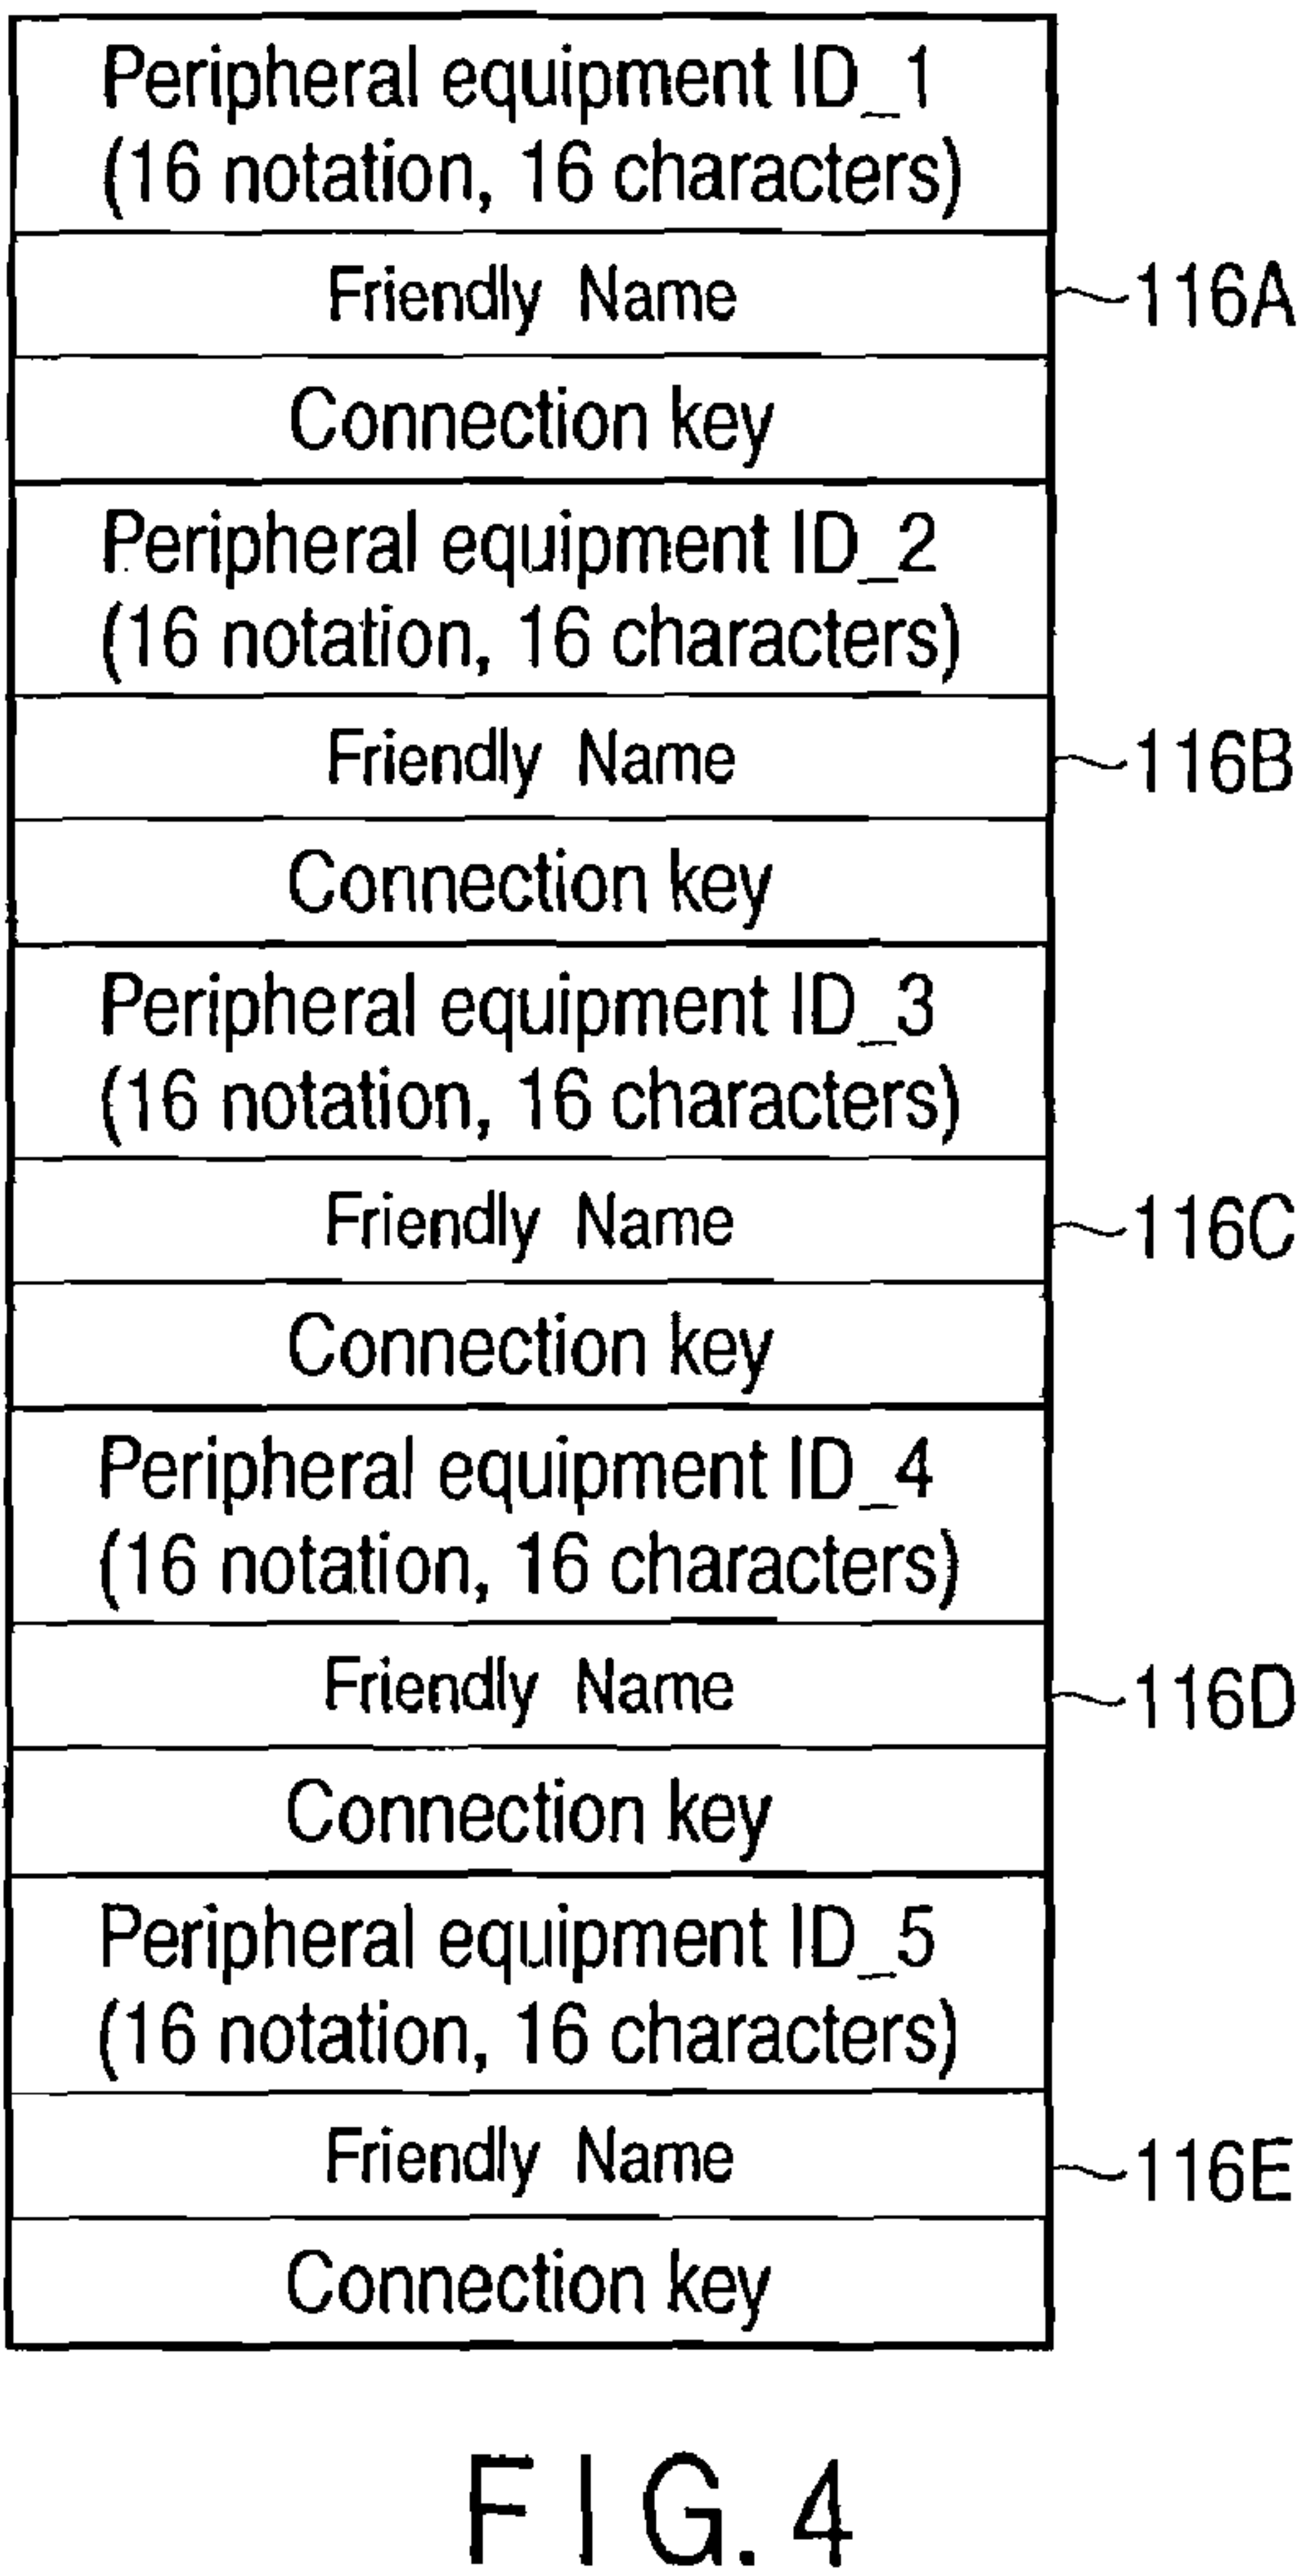 Peripheral equipment ID_1
(16 notation, 16 characters)
Friendly Name
116A
Connection key
Peripheral equipment ID_2
(16 notation, 16 characters)
Friendly Name
116B
Connection key
Peripheral equipment ID_3
(16 notation, 16 characters)
Friendly Name
116C
Connection key
Peripheral equipment ID_4
(16 notation, 16 characters)
Friendly Name
116D
Connection key
Peripheral equipment ID_5
(16 notation, 16 characters)
Friendly Name
116E
Connection key
FIG. 4